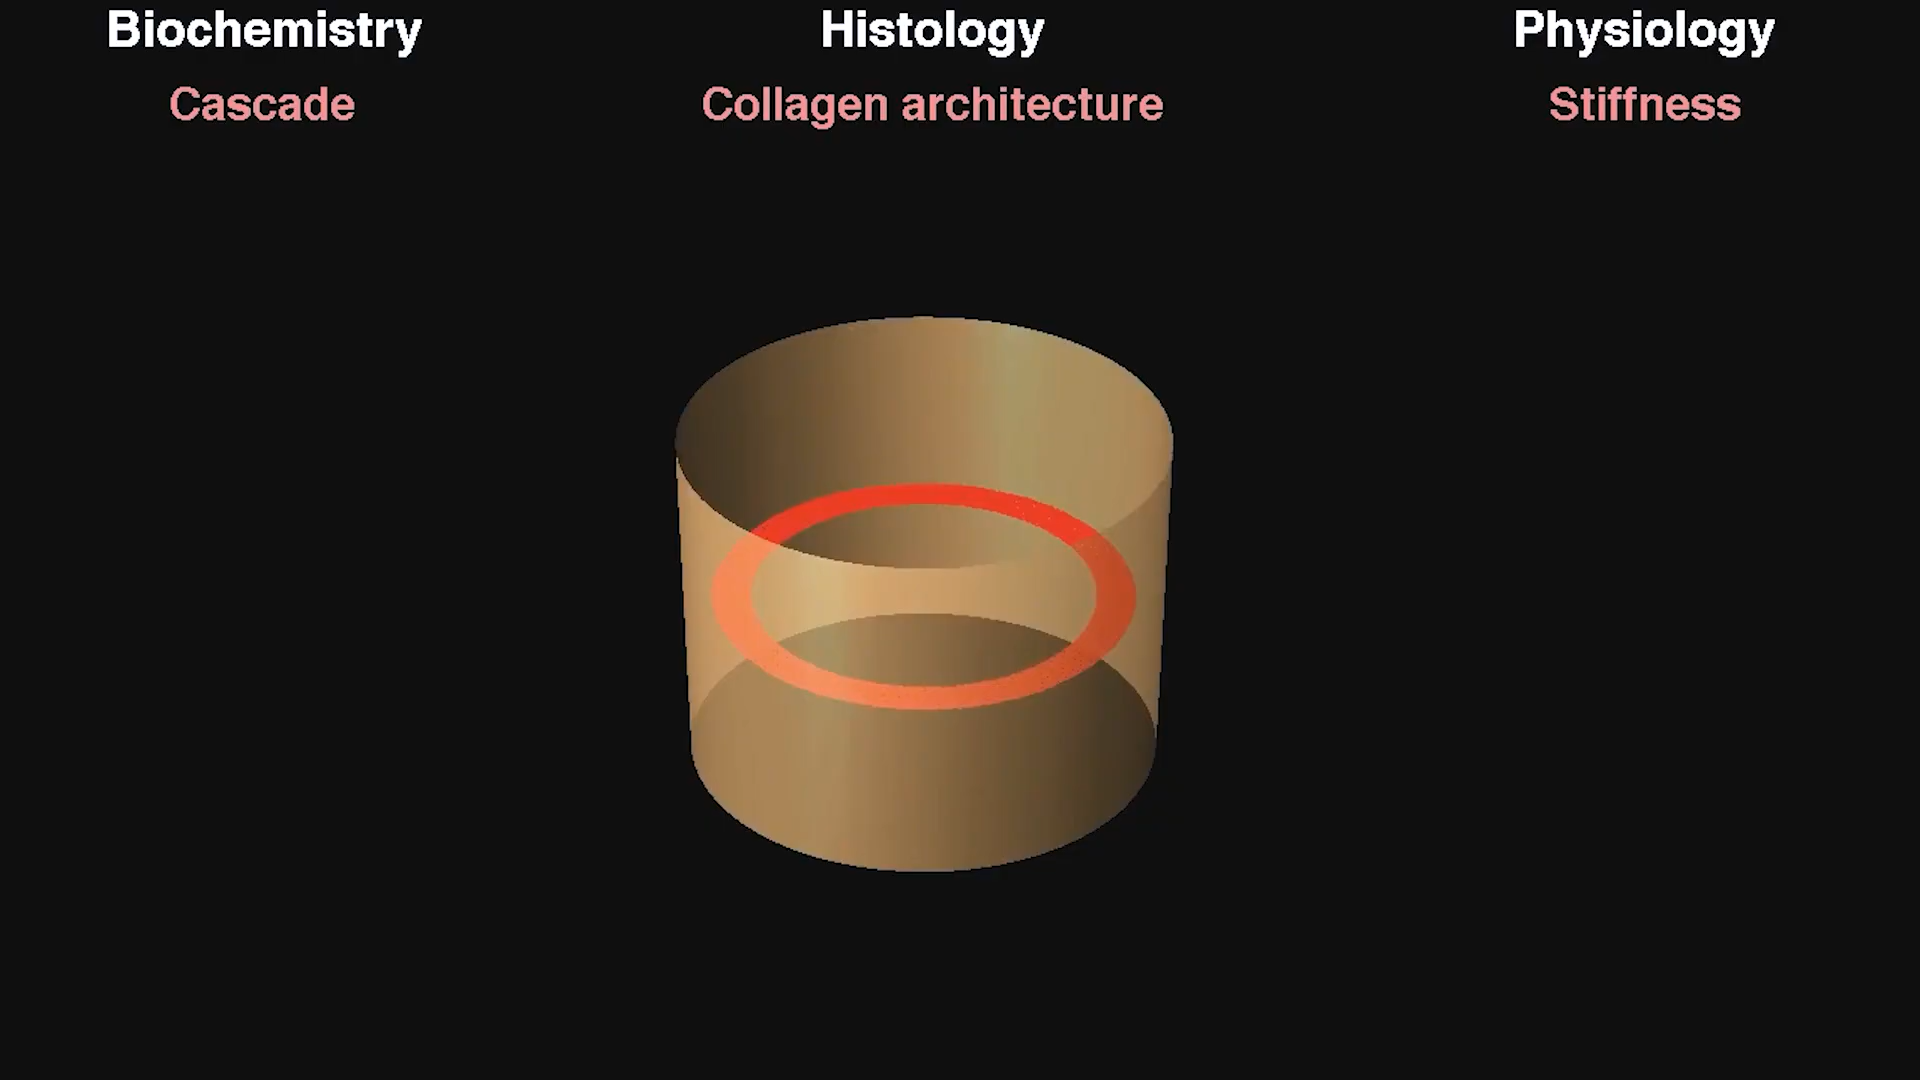 Biochemistry
Cascade
Histology
Collagen architecture
Physiology
Stiffness